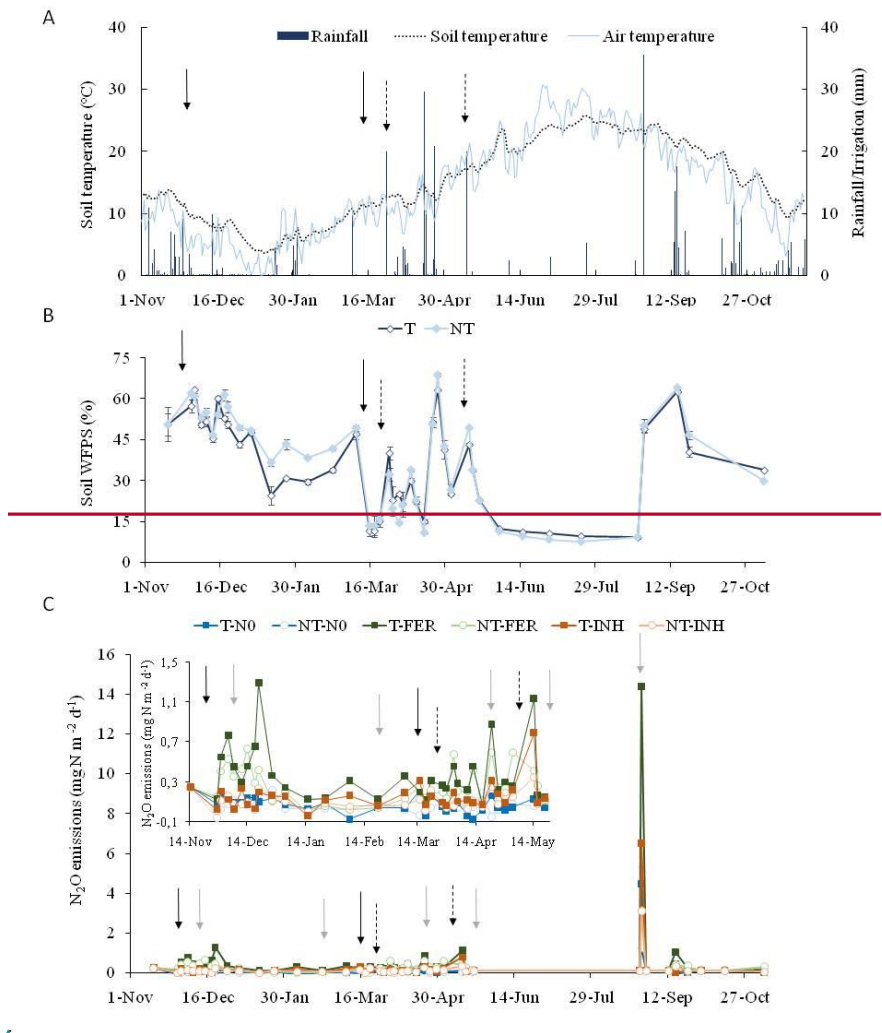 A
Rainfall Soil temperature Air temperature
40 40
30 30
20 20
10 10
0 0
Soil temperature (°C)
Rainfall/Irrigation (mm)
1-Nov 16-Dec 30-Jan 16-Mar 30-Apr 14-Jun 29-Jul 12-Sep 27-Oct
B
T NT
75
60
45
30
15
0
Soil WFPS (%)
1-Nov 16-Dec 30-Jan 16-Mar 30-Apr 14-Jun 29-Jul 12-Sep 27-Oct
C
T-N0 NT-N0 T-FER NT-FER T-INH NT-INH
16
14
12
10
8
6
4
2
0
N2O emissions (mg N m-2 d-1)
1,5
1,1
0,7
0,3
-0,1
N2O emissions (mg N m-2 d-1)
14-Nov 14-Dec 14-Jan 14-Feb 14-Mar 14-Apr 14-May
1-Nov 16-Dec 30-Jan 16-Mar 30-Apr 14-Jun 29-Jul 12-Sep 27-Oct